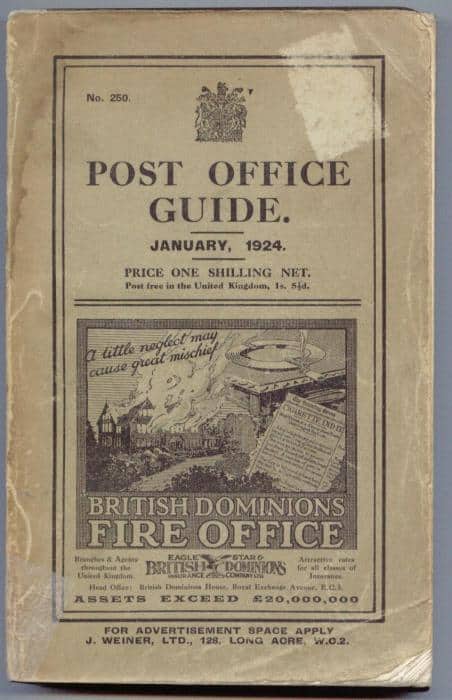 No. 250.
POST OFFICE
GUIDE.
JANUARY, 1924.
PRICE ONE SHILLING NET.
Post free in the United Kingdom, 1s. 5½d.
A little neglect may
cause great mischief
CIGARETTE END
BRITISH DOMINIONS
FIRE OFFICE
Branches & Agents
throughout the
United Kingdom.
EAGLE STAR &
BRITISH DOMINIONS
INSURANCE COMPANY LTD
Attractive rates
for all classes of
Insurance.
Head Office: British Dominions House, Royal Exchange Avenue, E.C.3.
ASSETS EXCEED £20,000,000
FOR ADVERTISEMENT SPACE APPLY
J. WEINER, LTD., 128, LONG ACRE, W.C.2.